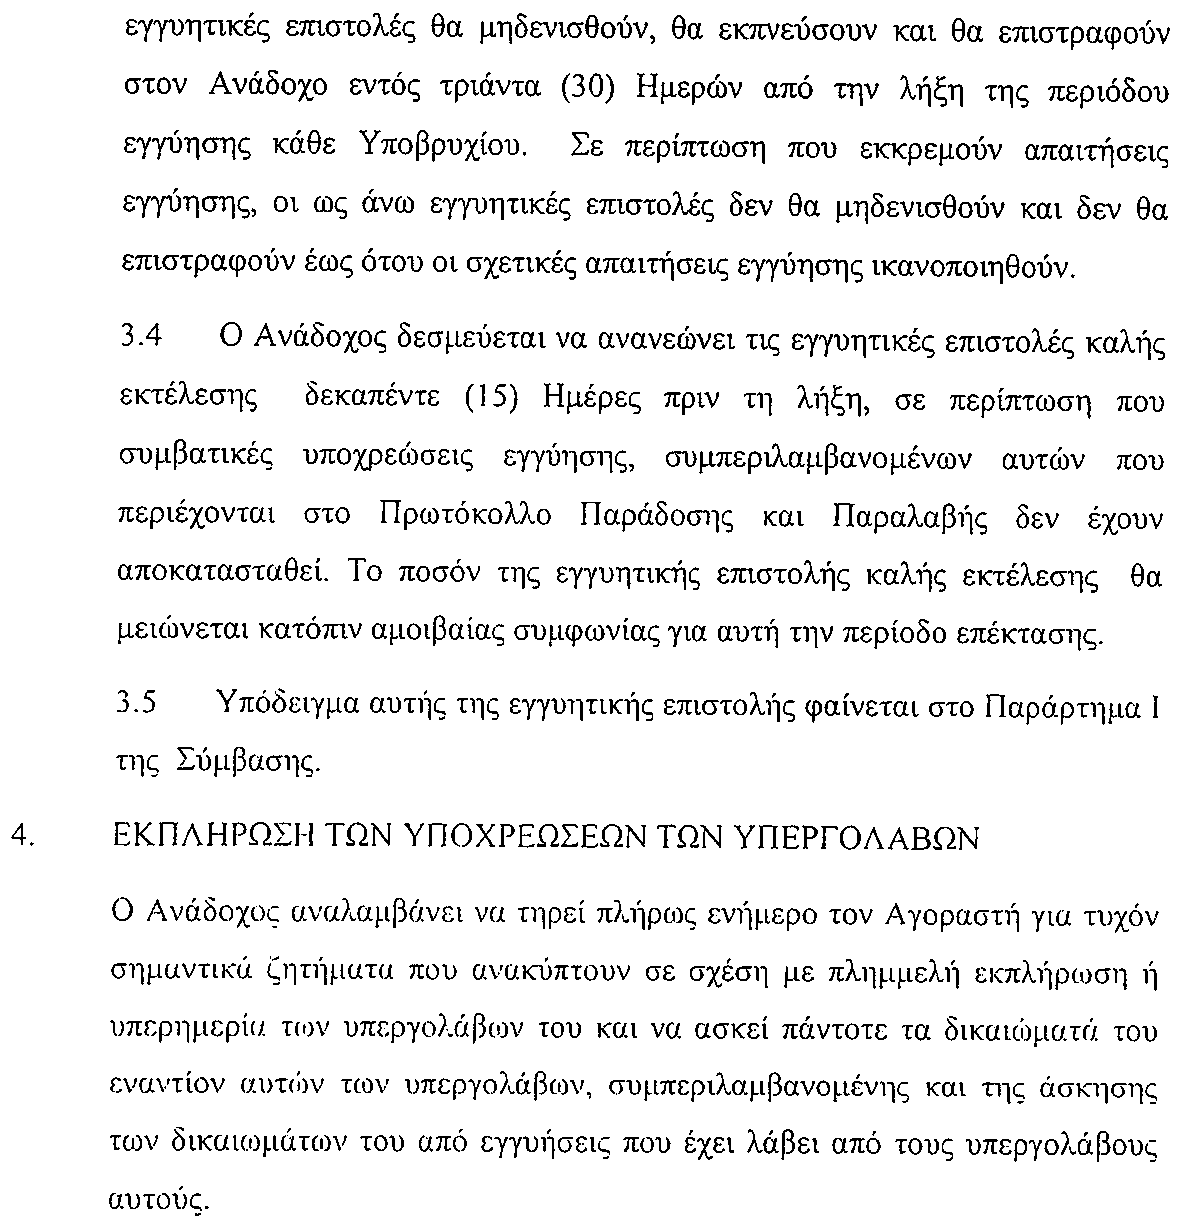 εγγυητικές επιστολές θα μηδενισθούν, θα εκπνεύσουν και θα επιστραφούν
στον Ανάδοχο εντός τριάντα (30) Ημερών από την λήξη της περιόδου
εγγύησης κάθε Υποβρυχίου. Σε περίπτωση που εκκρεμούν απαιτήσεις
εγγύησης, οι ως άνω εγγυητικές επιστολές δεν θα μηδενισθούν και δεν θα
επιστραφούν έως ότου οι σχετικές απαιτήσεις εγγύησης ικανοποιηθούν.
3.4 Ο Ανάδοχος δεσμεύεται να ανανεώνει τις εγγυητικές επιστολές καλής
εκτέλεσης δεκαπέντε (15) Ημέρες πριν τη λήξη, σε περίπτωση που
συμβατικές υποχρεώσεις εγγύησης, συμπεριλαμβανομένων αυτών που
περιέχονται στο Πρωτόκολλο Παράδοσης και Παραλαβής δεν έχουν
αποκατασταθεί. Το ποσόν της εγγυητικής επιστολής καλής εκτέλεσης θα
μειώνεται κατόπιν αμοιβαίας συμφωνίας για αυτή την περίοδο επέκτασης.
3.5 Υπόδειγμα αυτής της εγγυητικής επιστολής φαίνεται στο Παράρτημα Ι
της Σύμβασης.
4. ΕΚΠΛΗΡΩΣΗ ΤΩΝ ΥΠΟΧΡΕΩΣΕΩΝ ΤΩΝ ΥΠΕΡΓΟΛΑΒΩΝ
Ο Ανάδοχος αναλαμβάνει να τηρεί πλήρως ενήμερο τον Αγοραστή για τυχόν
σημαντικά ζητήματα που ανακύπτουν σε σχέση με πλημμελή εκπλήρωση ή
υπερημερία των υπεργολάβων του και να ασκεί πάντοτε τα δικαιώματά του
εναντίον αυτών των υπεργολάβων, συμπεριλαμβανομένης και της άσκησης
των δικαιωμάτων του από εγγυήσεις που έχει λάβει από τους υπεργολάβους
αυτούς.